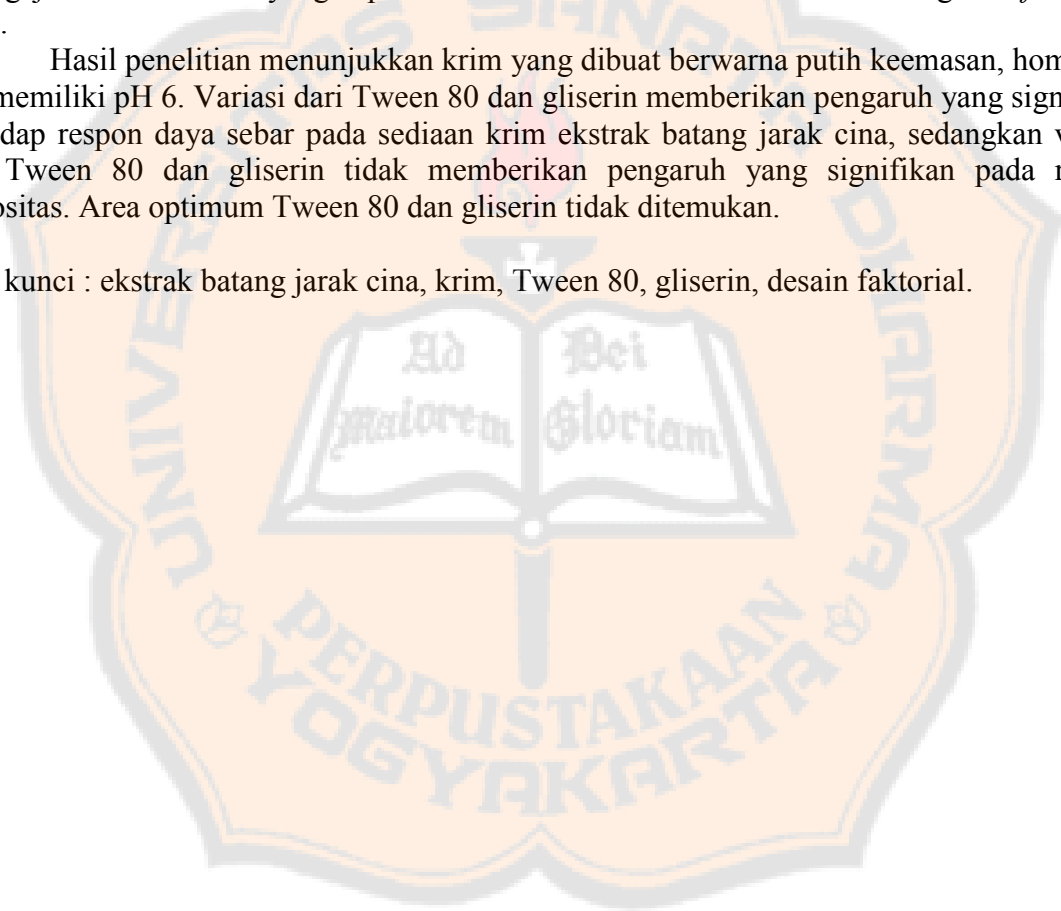 Hasil penelitian menunjukkan krim yang dibuat berwarna putih keemasan, hom
memiliki pH 6. Variasi dari Tween 80 dan gliserin memberikan pengaruh yang sign
dap respon daya sebar pada sediaan krim ekstrak batang jarak cina, sedangkan v
Tween 80 dan gliserin tidak memberikan pengaruh yang signifikan pada r
ositas. Area optimum Tween 80 dan gliserin tidak ditemukan.
kunci : ekstrak batang jarak cina, krim, Tween 80, gliserin, desain faktorial.
UNIVERSITAS SANATA DHARMA
Ad Dei
Maiorem Gloriam
PERPUSTAKAAN
YOGYAKARTA